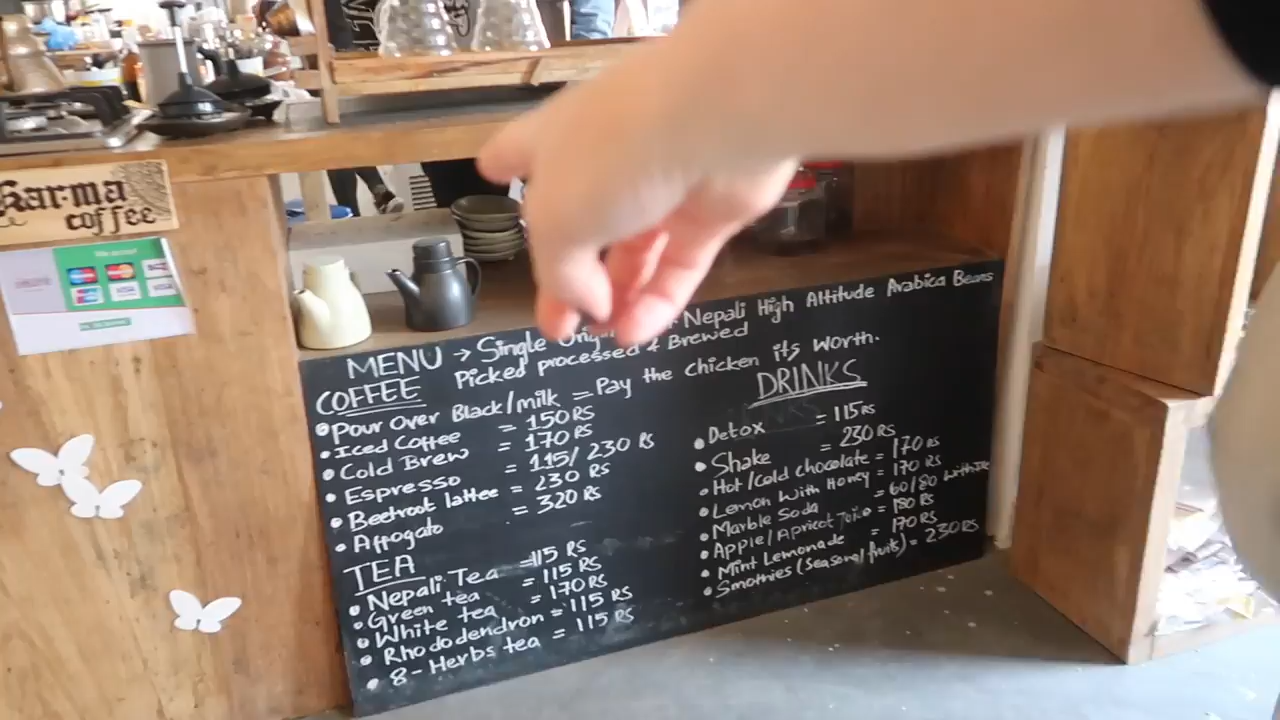 Karma
coffee
MENU → Single Nepali High Altitude Arabica Beans
Picked processed & Brewed
COFFEE
Pour Over Black/milk = Pay the chicken its worth.
Iced Coffee = 150 RS
Cold Brew = 170 RS
Espresso = 115/230 RS
Beetroot lattee = 230 RS
Affogato = 320 RS
TEA
Nepali Tea = 115 RS
Green tea = 115 RS
White tea = 170 RS
Rhododendron = 115 RS
8-Herbs tea = 115 RS
DRINKS
Detox = 115 RS
Shake = 230 RS
Hot/cold chocolate = 170 RS
Lemon with Honey = 170 RS
Marble Soda = 60/80 with
Apple/Apricot Juice = 180 RS
Mint Lemonade = 170 RS
Smothies (seasonal fruits) = 230 RS